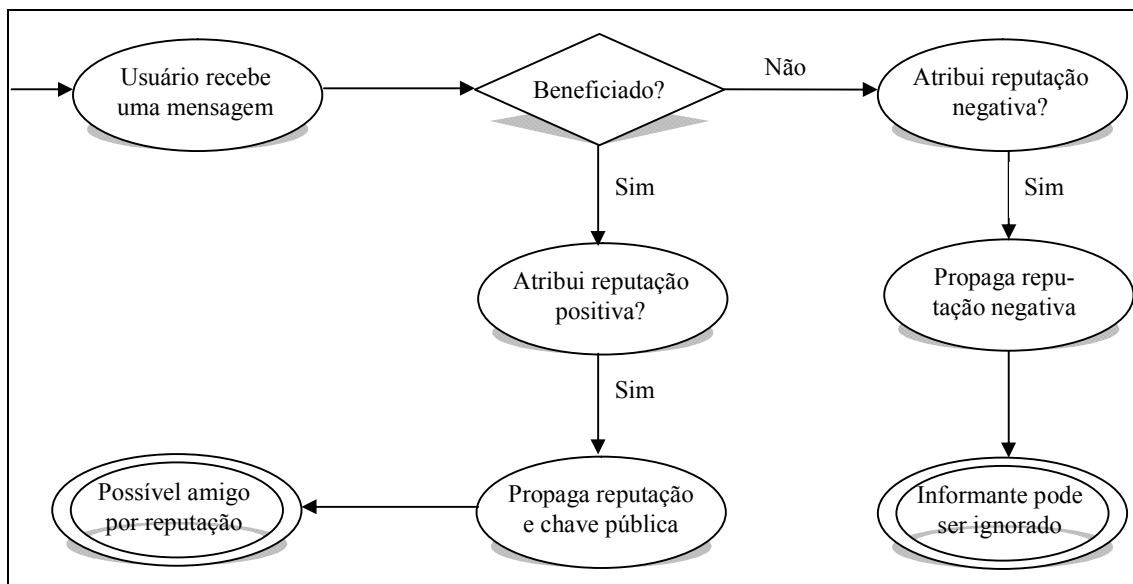 Usuário recebe
uma mensagem
Beneficiado?
Não
Atribui reputação
negativa?
Sim
Sim
Atribui reputação
positiva?
Propaga repu-
tação negativa
Sim
Possível amigo
por reputação
Propaga reputação
e chave pública
Informante pode
ser ignorado